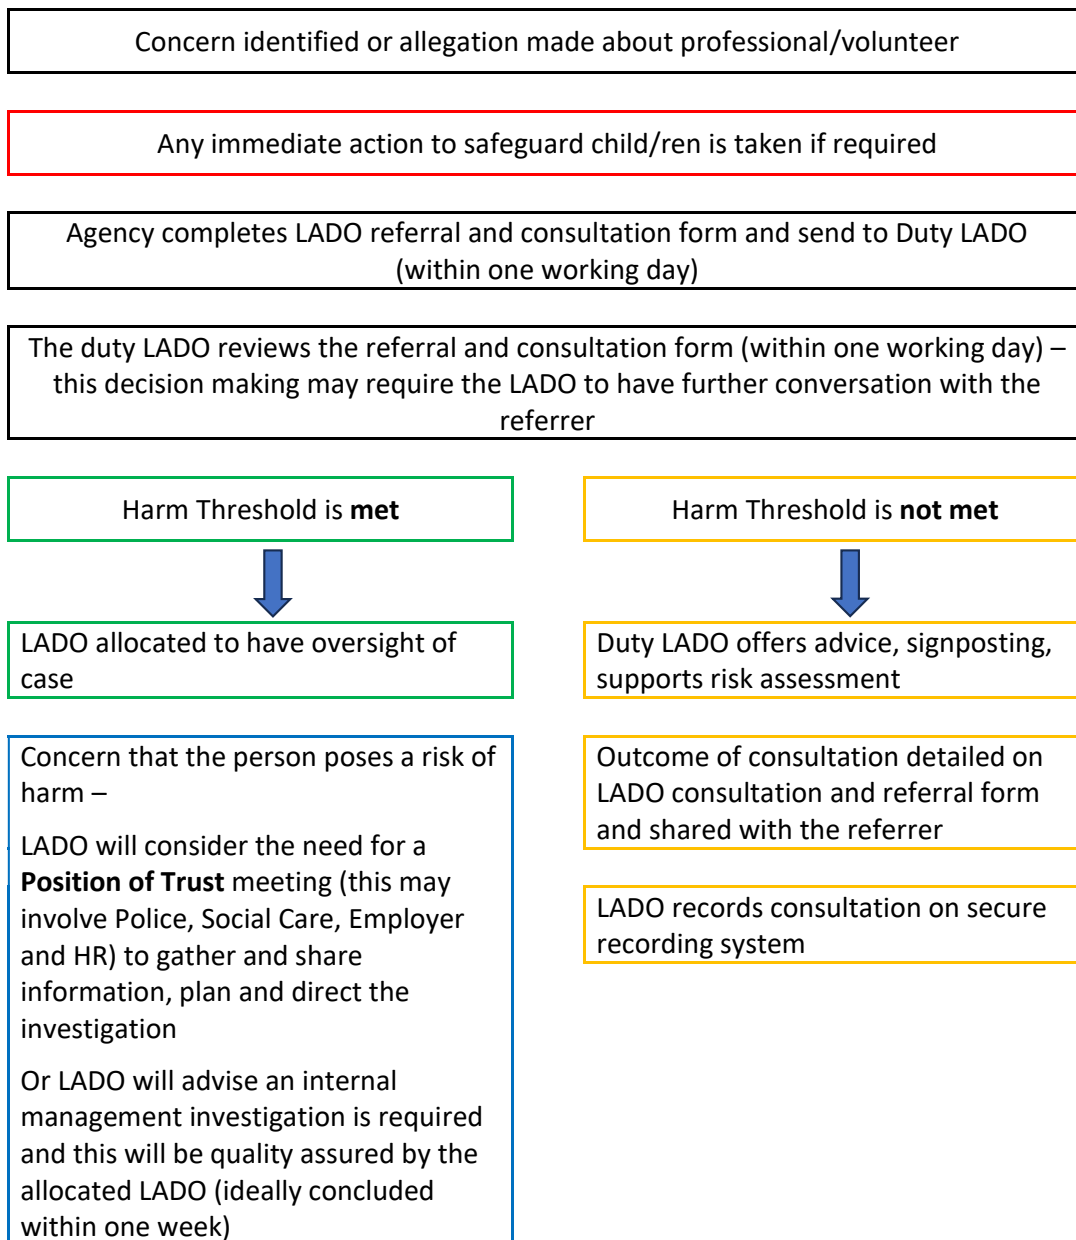 Concern identified or allegation made about professional/volunteer
Any immediate action to safeguard child/ren is taken if required
Agency completes LADO referral and consultation form and send to Duty LADO
(within one working day)
The duty LADO reviews the referral and consultation form (within one working day) –
this decision making may require the LADO to have further conversation with the
referrer
Harm Threshold is met
LADO allocated to have oversight of
case
Concern that the person poses a risk of
harm –
LADO will consider the need for a
Position of Trust meeting (this may
involve Police, Social Care, Employer
and HR) to gather and share
information, plan and direct the
investigation
Or LADO will advise an internal
management investigation is required
and this will be quality assured by the
allocated LADO (ideally concluded
within one week)
Harm Threshold is not met
Duty LADO offers advice, signposting,
supports risk assessment
Outcome of consultation detailed on
LADO consultation and referral form
and shared with the referrer
LADO records consultation on secure
recording system